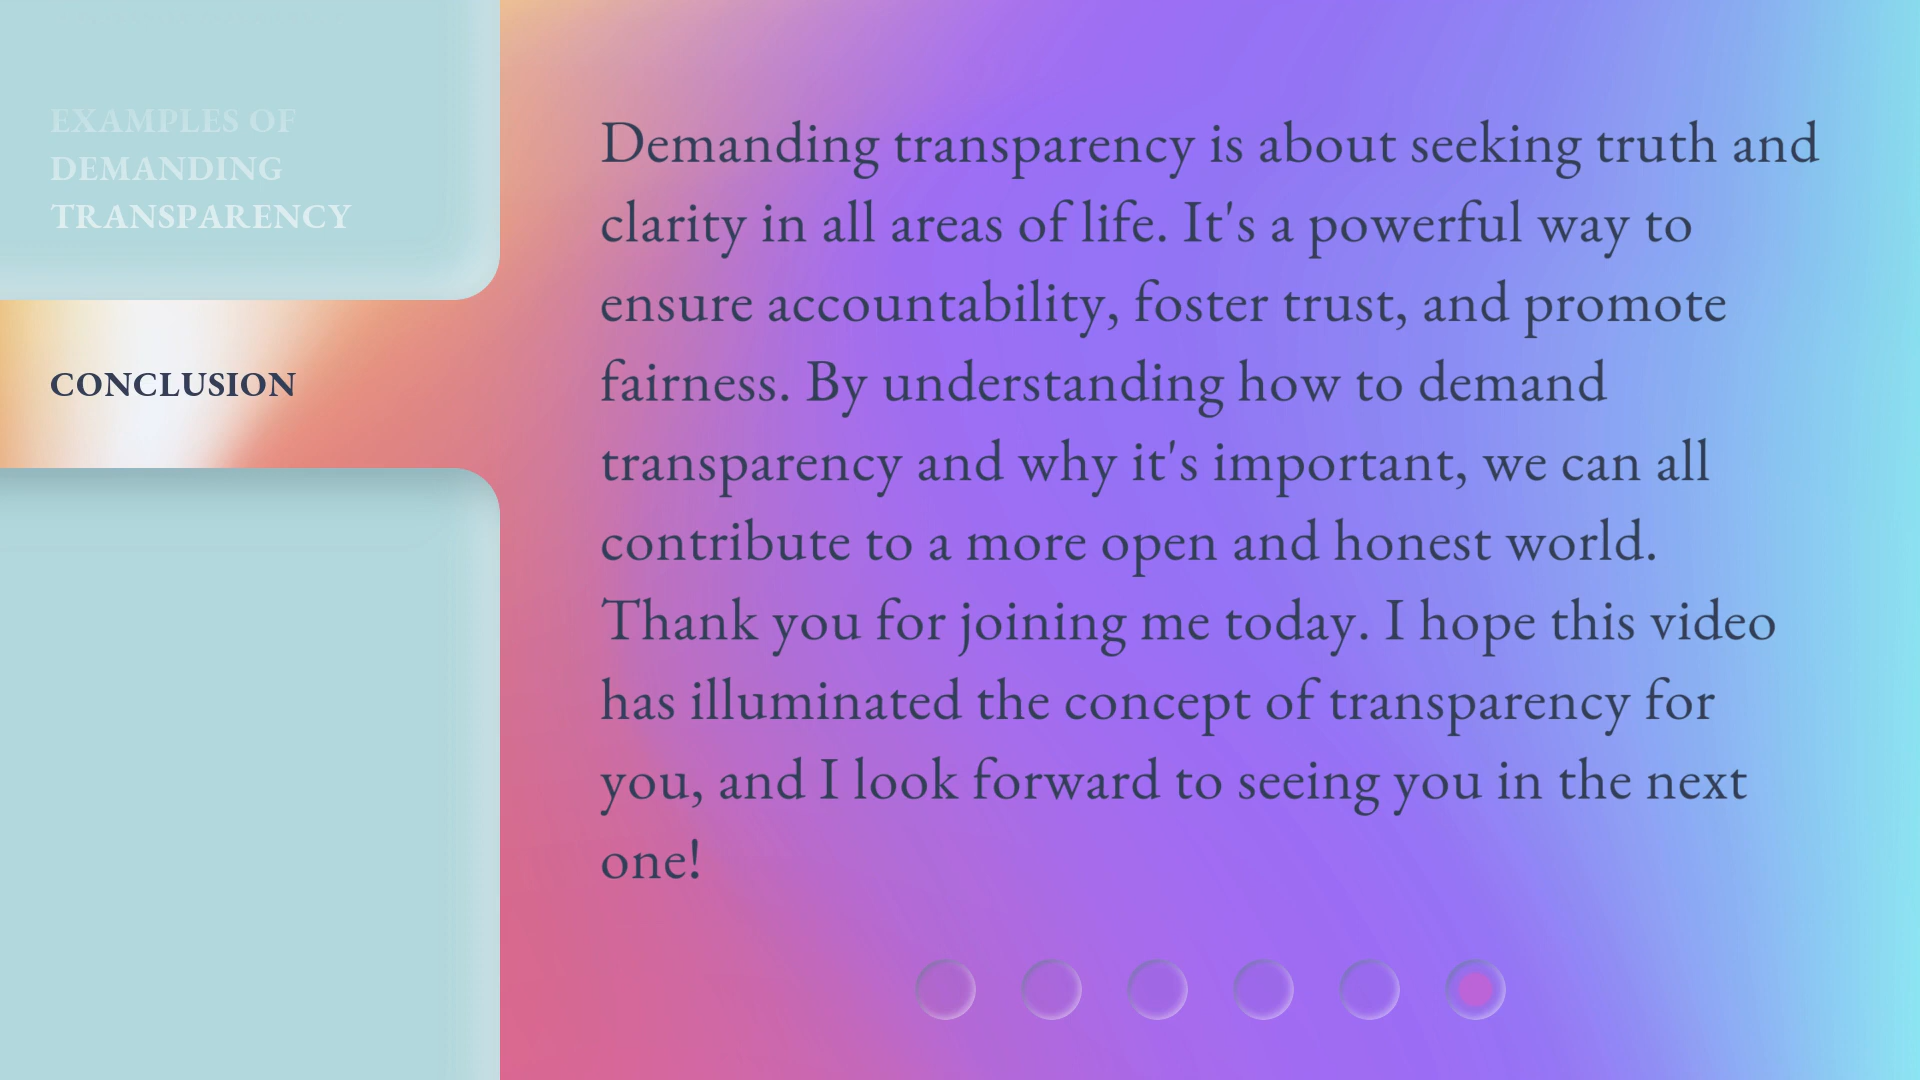 EXAMPLES OF
DEMANDING
TRANSPARENCY
CONCLUSION
Demanding transparency is about seeking truth and
clarity in all areas of life. It's a powerful way to
ensure accountability, foster trust, and promote
fairness. By understanding how to demand
transparency and why it's important, we can all
contribute to a more open and honest world.
Thank you for joining me today. I hope this video
has illuminated the concept of transparency for
you, and I look forward to seeing you in the next
one!